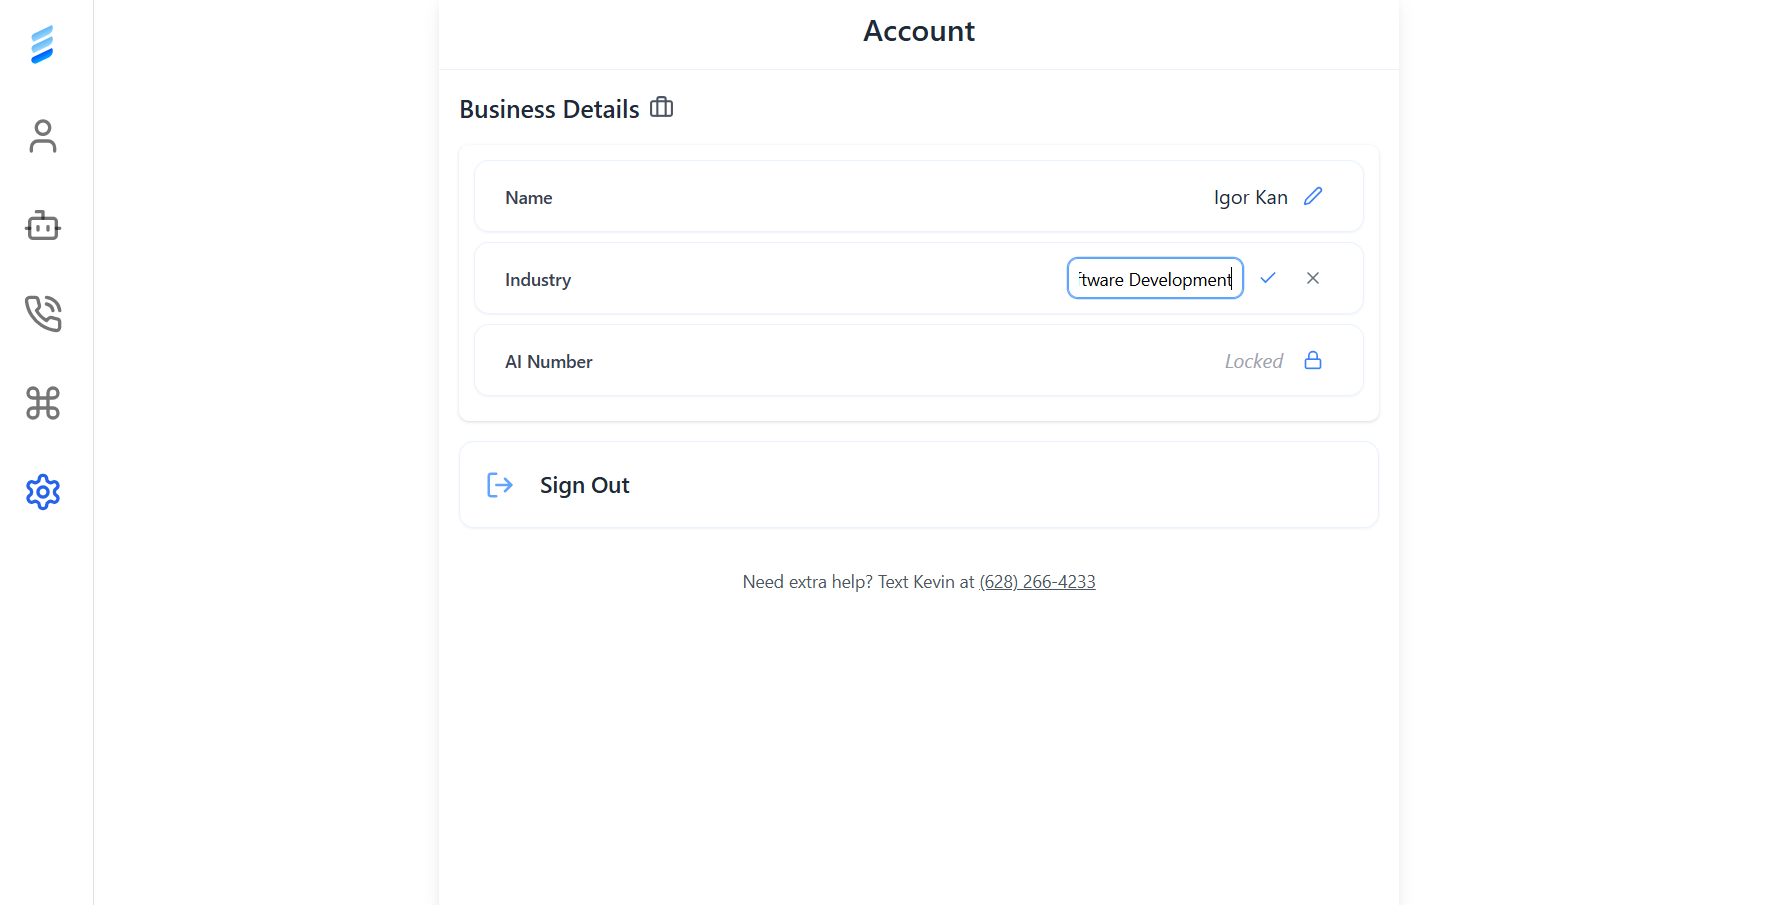 Account
Business Details
Name
Igor Kan
Industry
tware Development
AI Number
Locked
Sign Out
Need extra help? Text Kevin at (628) 266-4233